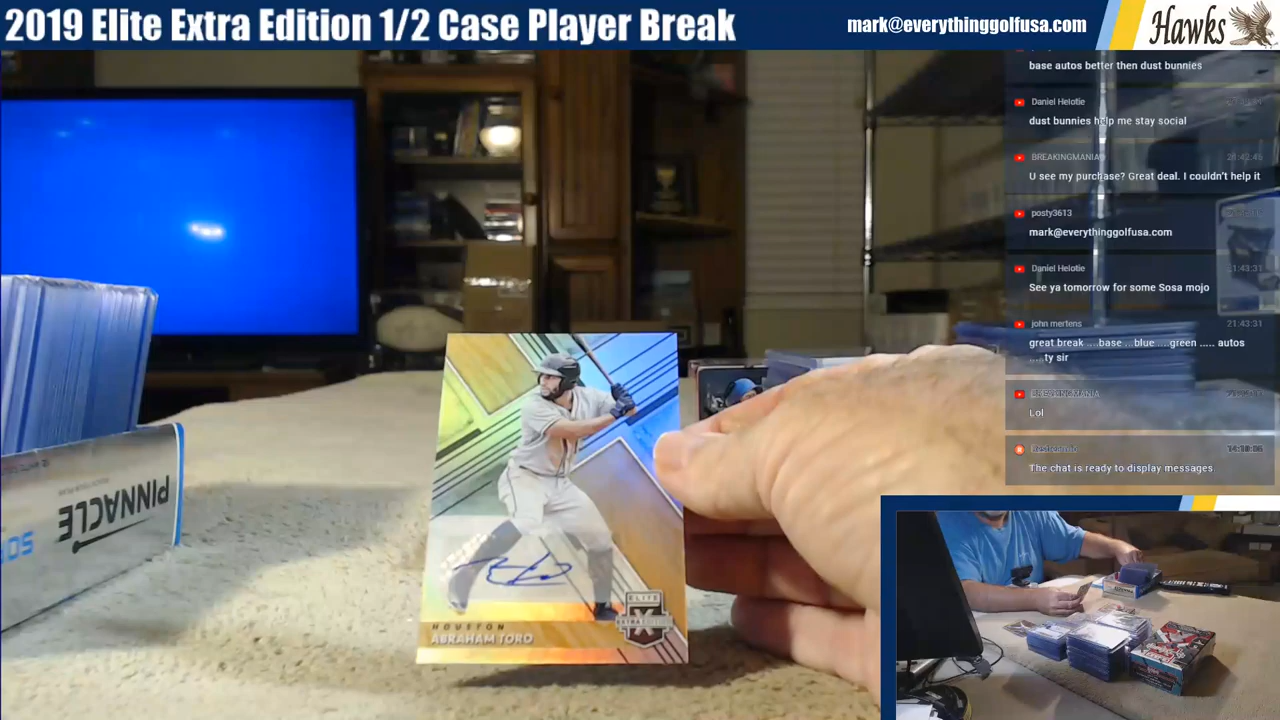 2019 Elite Extra Edition 1/2 Case Player Break
mark@everythinggolfusa.com
Hawks
base autos better then dust bunnies
Daniel Helotie
dust bunnies help me stay social
BREAKINGMANIA
U see my purchase? Great deal. I couldn't help it
posty3613
mark@everythinggolfusa.com
Daniel Helotie 21:43:31
See ya tomorrow for some Sosa mojo
john mertens 21:43:31
great break ....base ...blue ....green ..... autos
....ty sir
BREAKINGMANIA
Lol
The chat is ready to display messages.
PINNACLE
ELITE
EXTRA EDITION
X
HOUSTON
ABRAHAM TORO